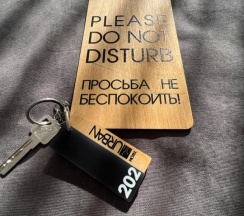 PLEASE
DO NOT
DISTURB
ПРОСЬБА НЕ
БЕСПОКОИТЬ!
URBAN
202